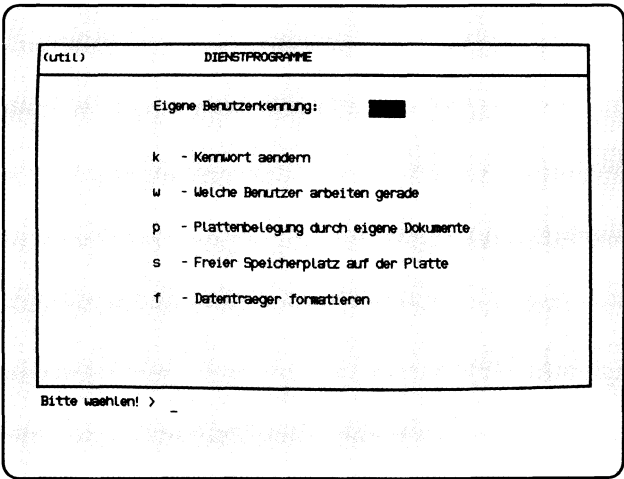 (util) DIENSTPROGRAMME
Eigene Benutzerkennung:
k - Kennwort aendern
w - Welche Benutzer arbeiten gerade
p - Plattenbelegung durch eigene Dokumente
s - Freier Speicherplatz auf der Platte
f - Datentraeger formatieren
Bitte waehlen! > _